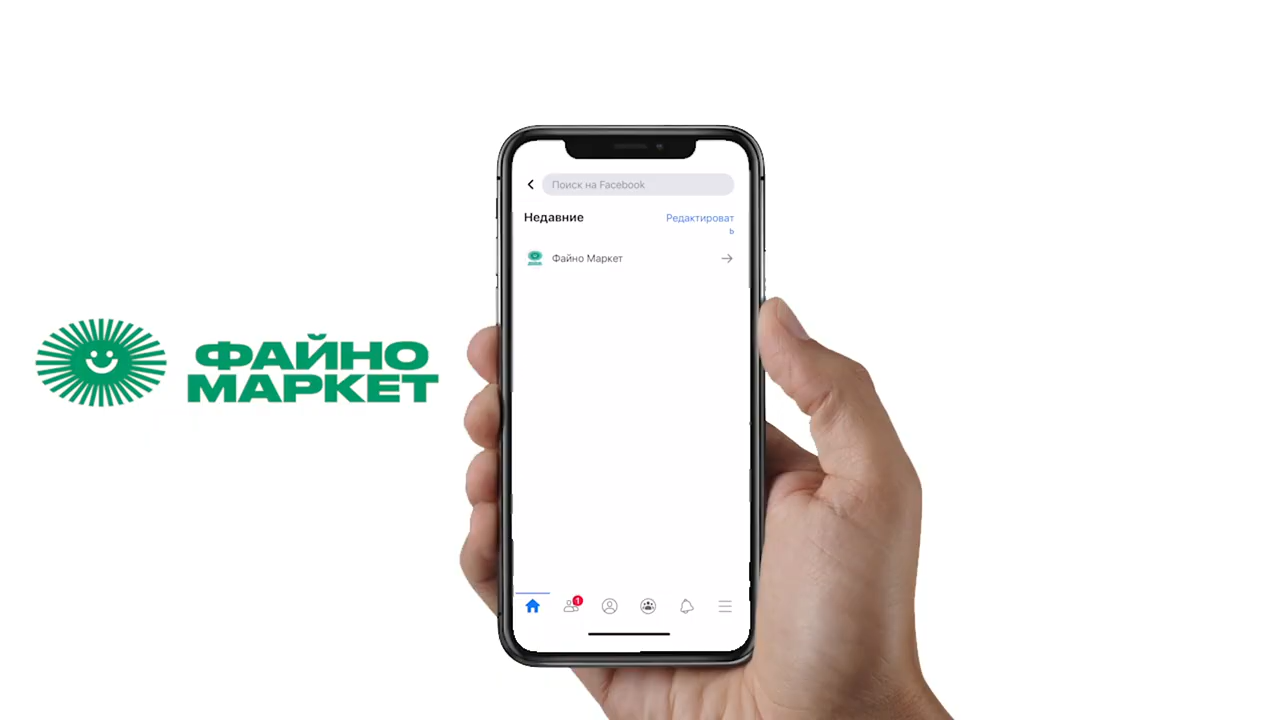 Поиск на Facebook
Недавние
Редактироват
ь
Файно Маркет
ФАЙНО
МАРКЕТ
1